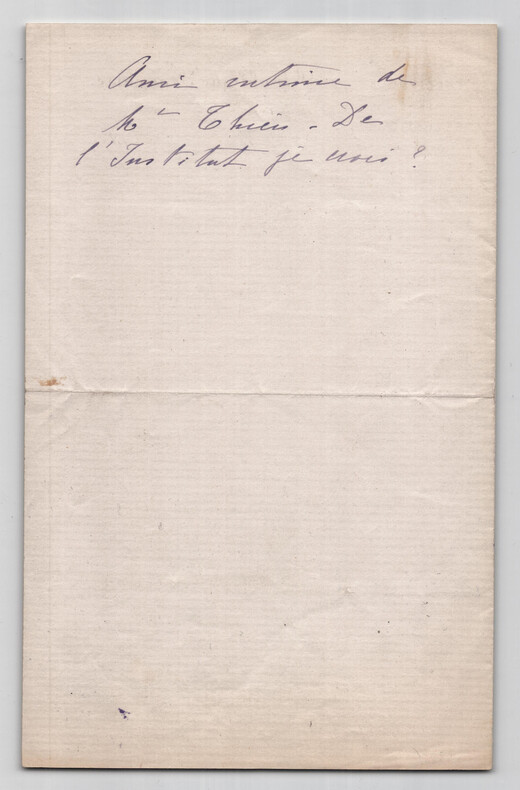 Ami intime de
Mr Thiers. De
l'Institut je crois ?